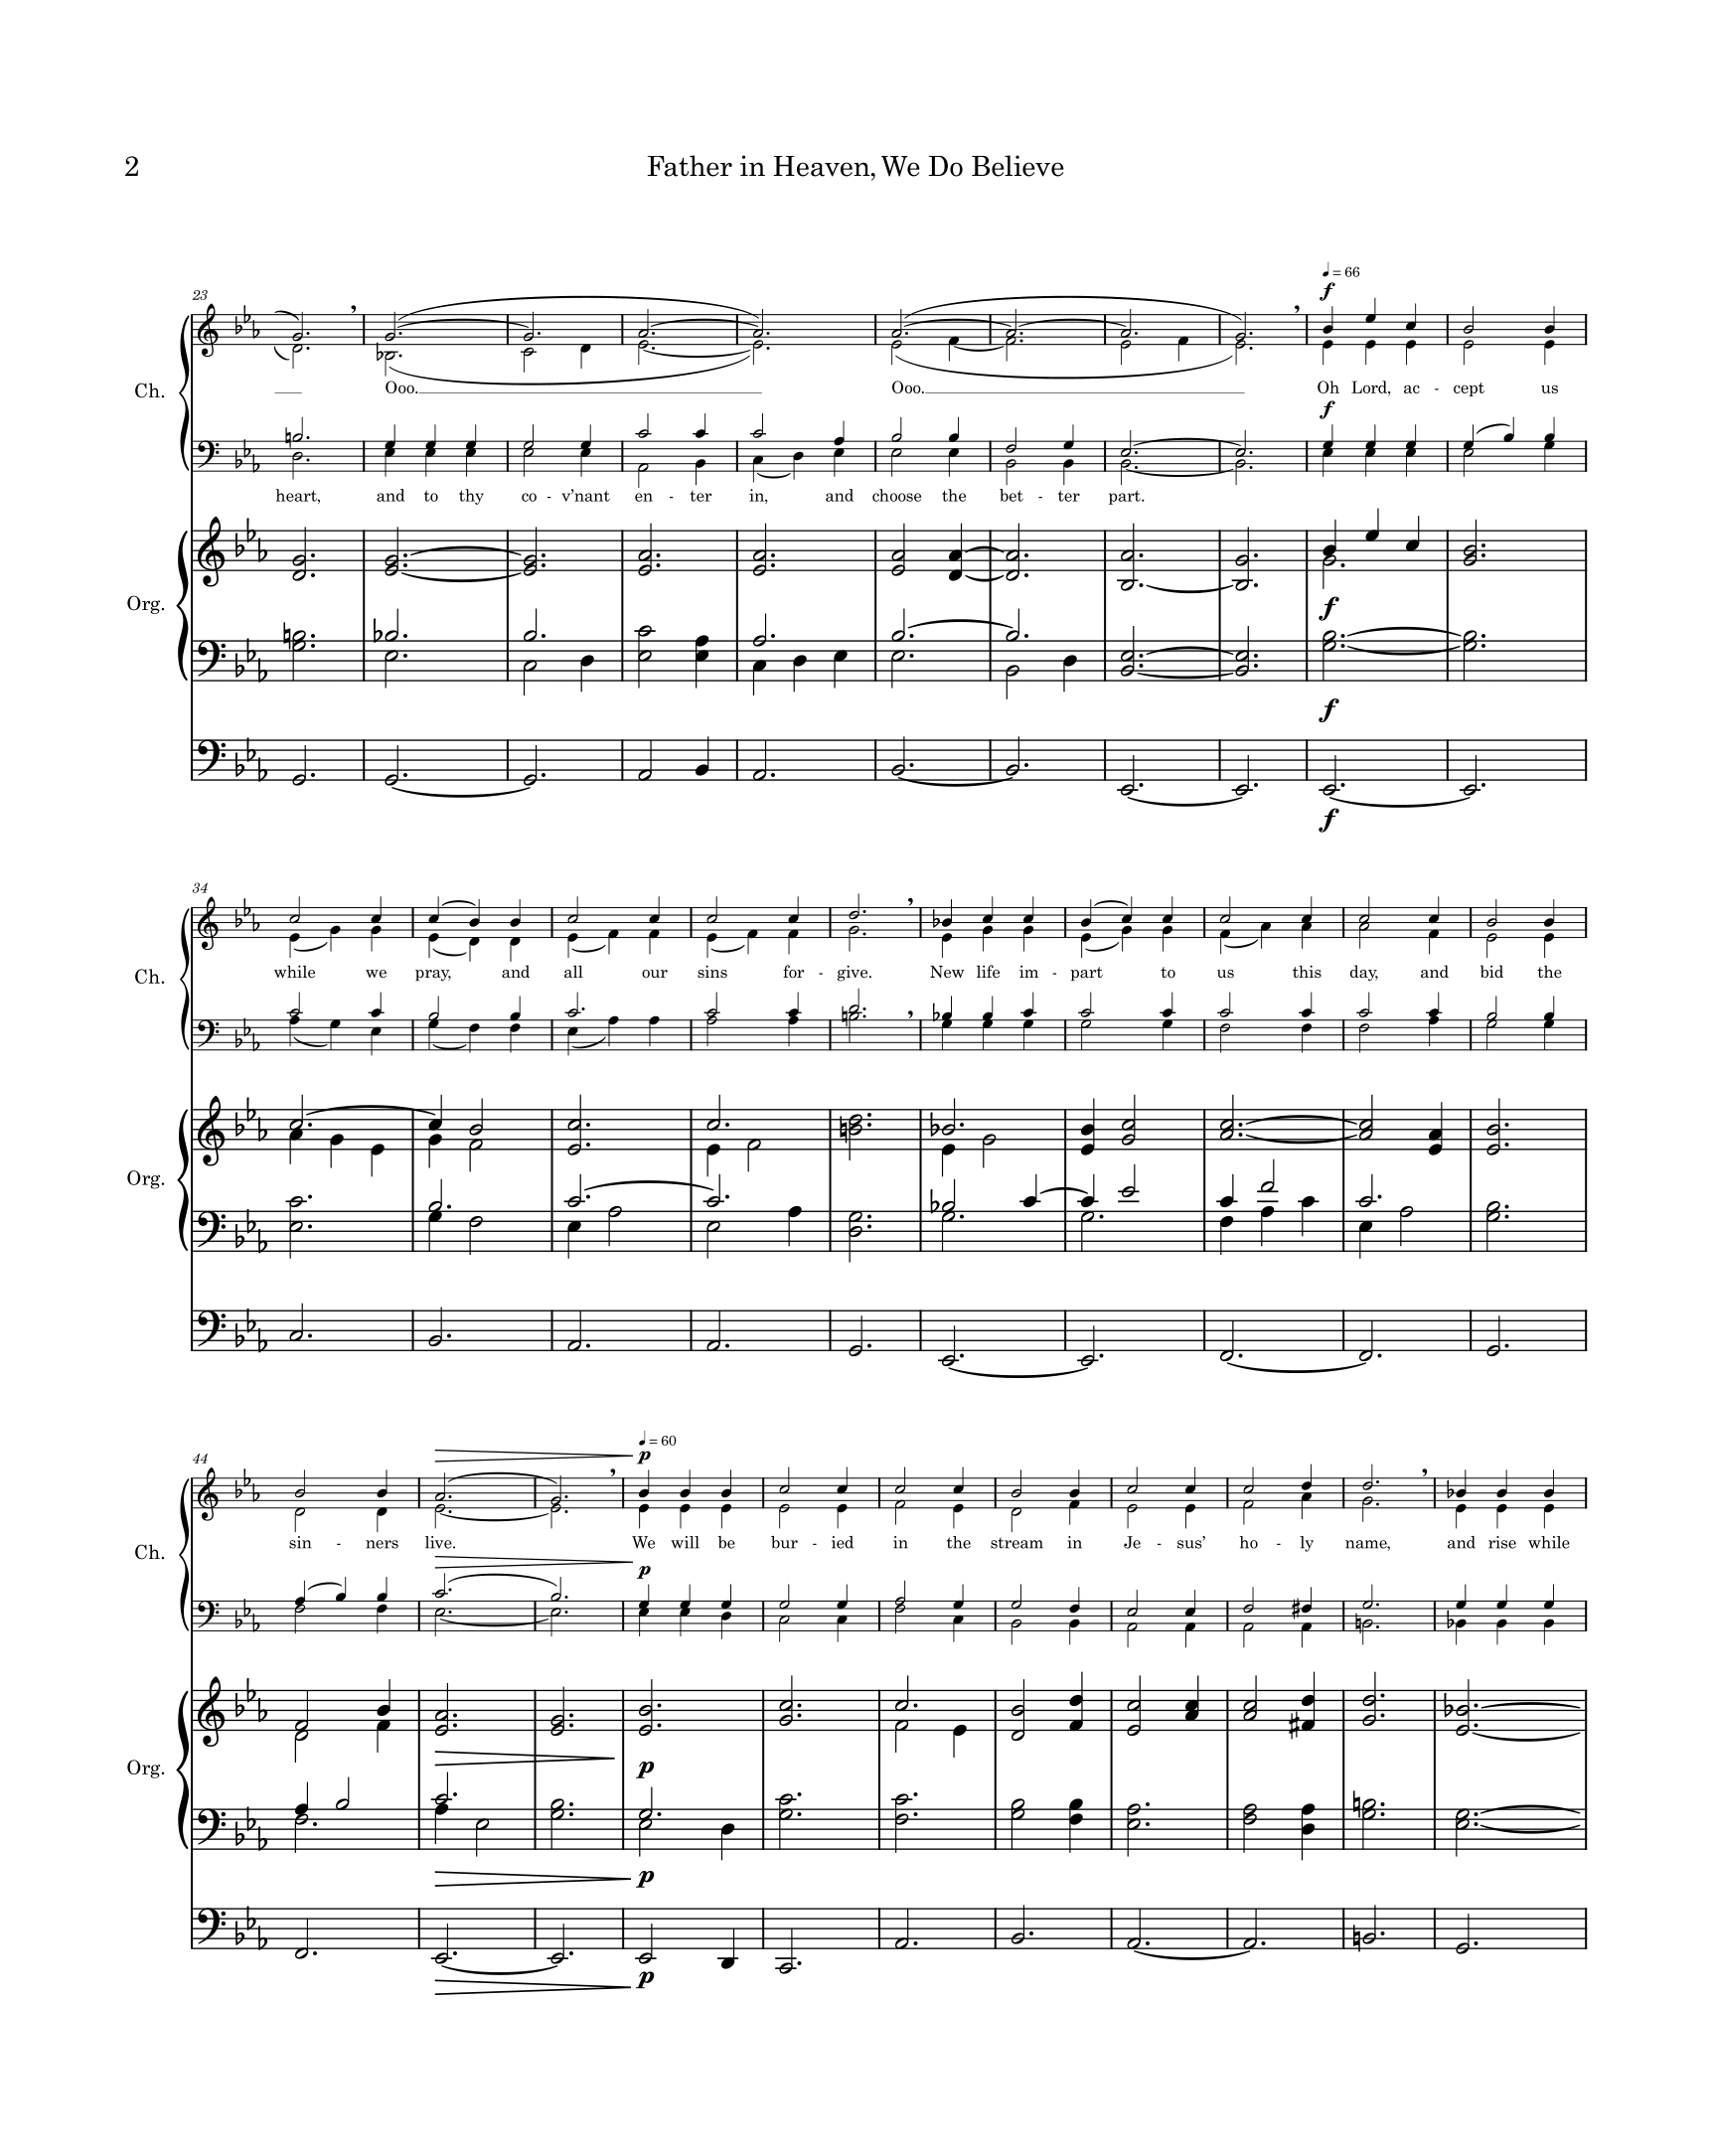 2
Father in Heaven, We Do Believe
♩ = 66
23
f
Ch.
Ooo. Ooo. Oh Lord, ac - cept us
f
heart, and to thy co - v’nant en - ter in, and choose the bet - ter part.
Org.
f
f
f
34
Ch.
while we pray, and all our sins for - give. New life im - part to us this day, and bid the
Org.
♩ = 60
44
p
Ch.
sin - ners live. We will be bur - ied in the stream in Je - sus’ ho - ly name, and rise while
p
Org.
p
p
p